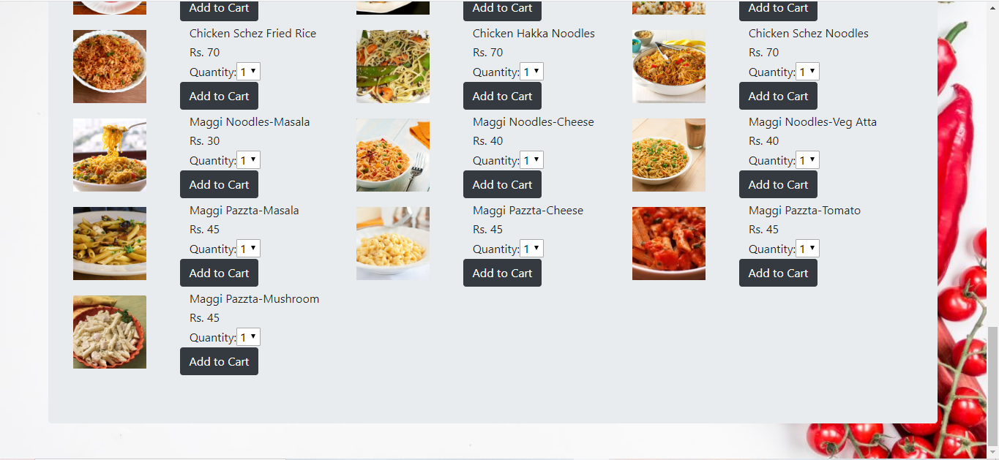 Add to Cart Add to Cart Add to Cart
Chicken Schez Fried Rice Chicken Hakka Noodles Chicken Schez Noodles
Rs. 70 Rs. 70 Rs. 70
Quantity: 1 Quantity: 1 Quantity: 1
Add to Cart Add to Cart Add to Cart
Maggi Noodles-Masala Maggi Noodles-Cheese Maggi Noodles-Veg Atta
Rs. 30 Rs. 40 Rs. 40
Quantity: 1 Quantity: 1 Quantity: 1
Add to Cart Add to Cart Add to Cart
Maggi Pazzta-Masala Maggi Pazzta-Cheese Maggi Pazzta-Tomato
Rs. 45 Rs. 45 Rs. 45
Quantity: 1 Quantity: 1 Quantity: 1
Add to Cart Add to Cart Add to Cart
Maggi Pazzta-Mushroom
Rs. 45
Quantity: 1
Add to Cart